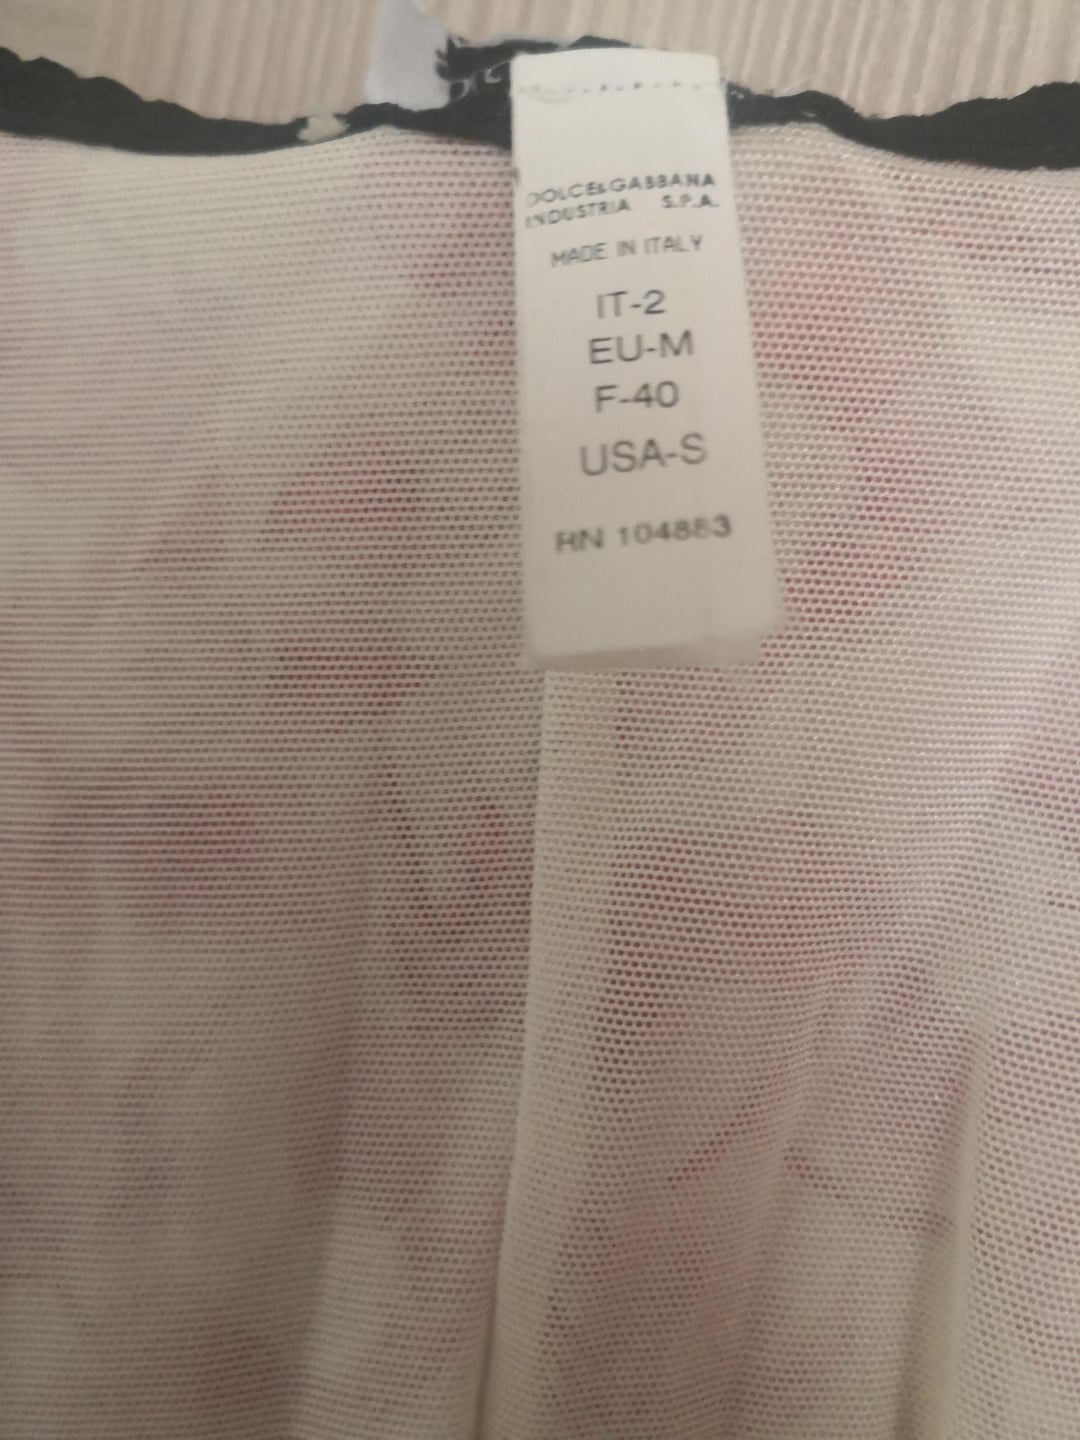 DOLCE&GABBANA
INDUSTRIA S.P.A.
MADE IN ITALY
IT-2
EU-M
F-40
USA-S
RN 104883